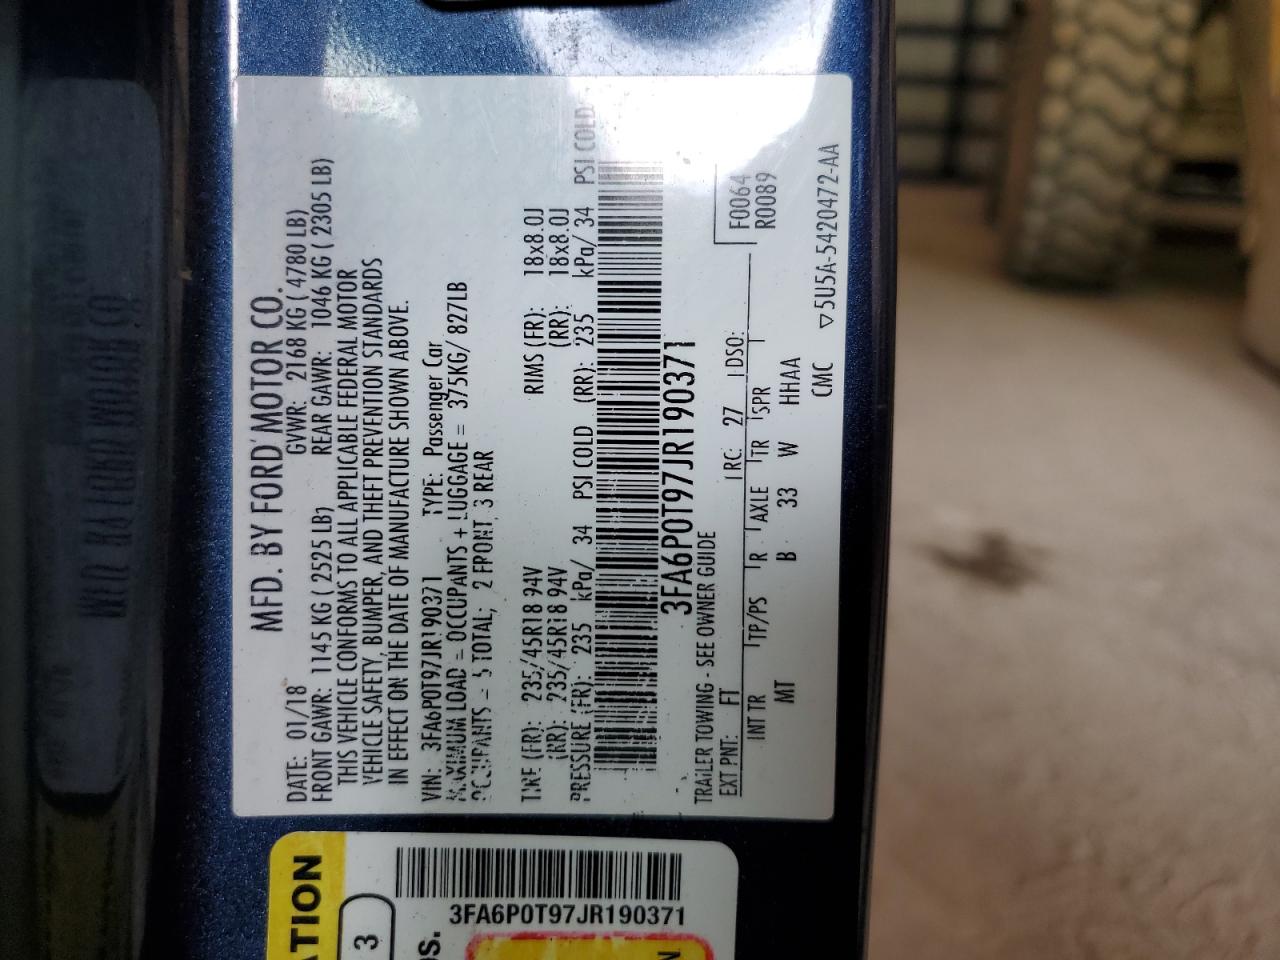 MFD. BY FORD MOTOR CO.
DATE: 01/18 GVWR: 2168 KG ( 4780 LB)
FRONT GAWR: 1145 KG ( 2525 LB) REAR GAWR: 1046 KG ( 2305 LB)
THIS VEHICLE CONFORMS TO ALL APPLICABLE FEDERAL MOTOR
VEHICLE SAFETY, BUMPER, AND THEFT PREVENTION STANDARDS
IN EFFECT ON THE DATE OF MANUFACTURE SHOWN ABOVE.
VIN: 3FA6P0T97JR190371 TYPE: Passenger Car
MAXIMUM LOAD = OCCUPANTS + LUGGAGE = 375KG/ 827LB
OCCUPANTS = 5 TOTAL; 2 FRONT, 3 REAR
TIRE (FR): 235/45R18 94V RIMS (FR): 18x8.0J
(RR): 235/45R18 94V (RR): 18x8.0J
PRESSURE (FR): 235 kPa/ 34 PSI COLD (RR): 235 kPa/ 34 PSI COLD
3FA6P0T97JR190371
TRAILER TOWING - SEE OWNER GUIDE
F0064
R0089
EXT PNT: FT RC: 27 DSO:
INT TR TP/PS R AXLE TR SPR
MT B 33 W HHAA
CMC
▽5U5A-5420472-AA
ATION
3
3FA6P0T97JR190371
os.
N